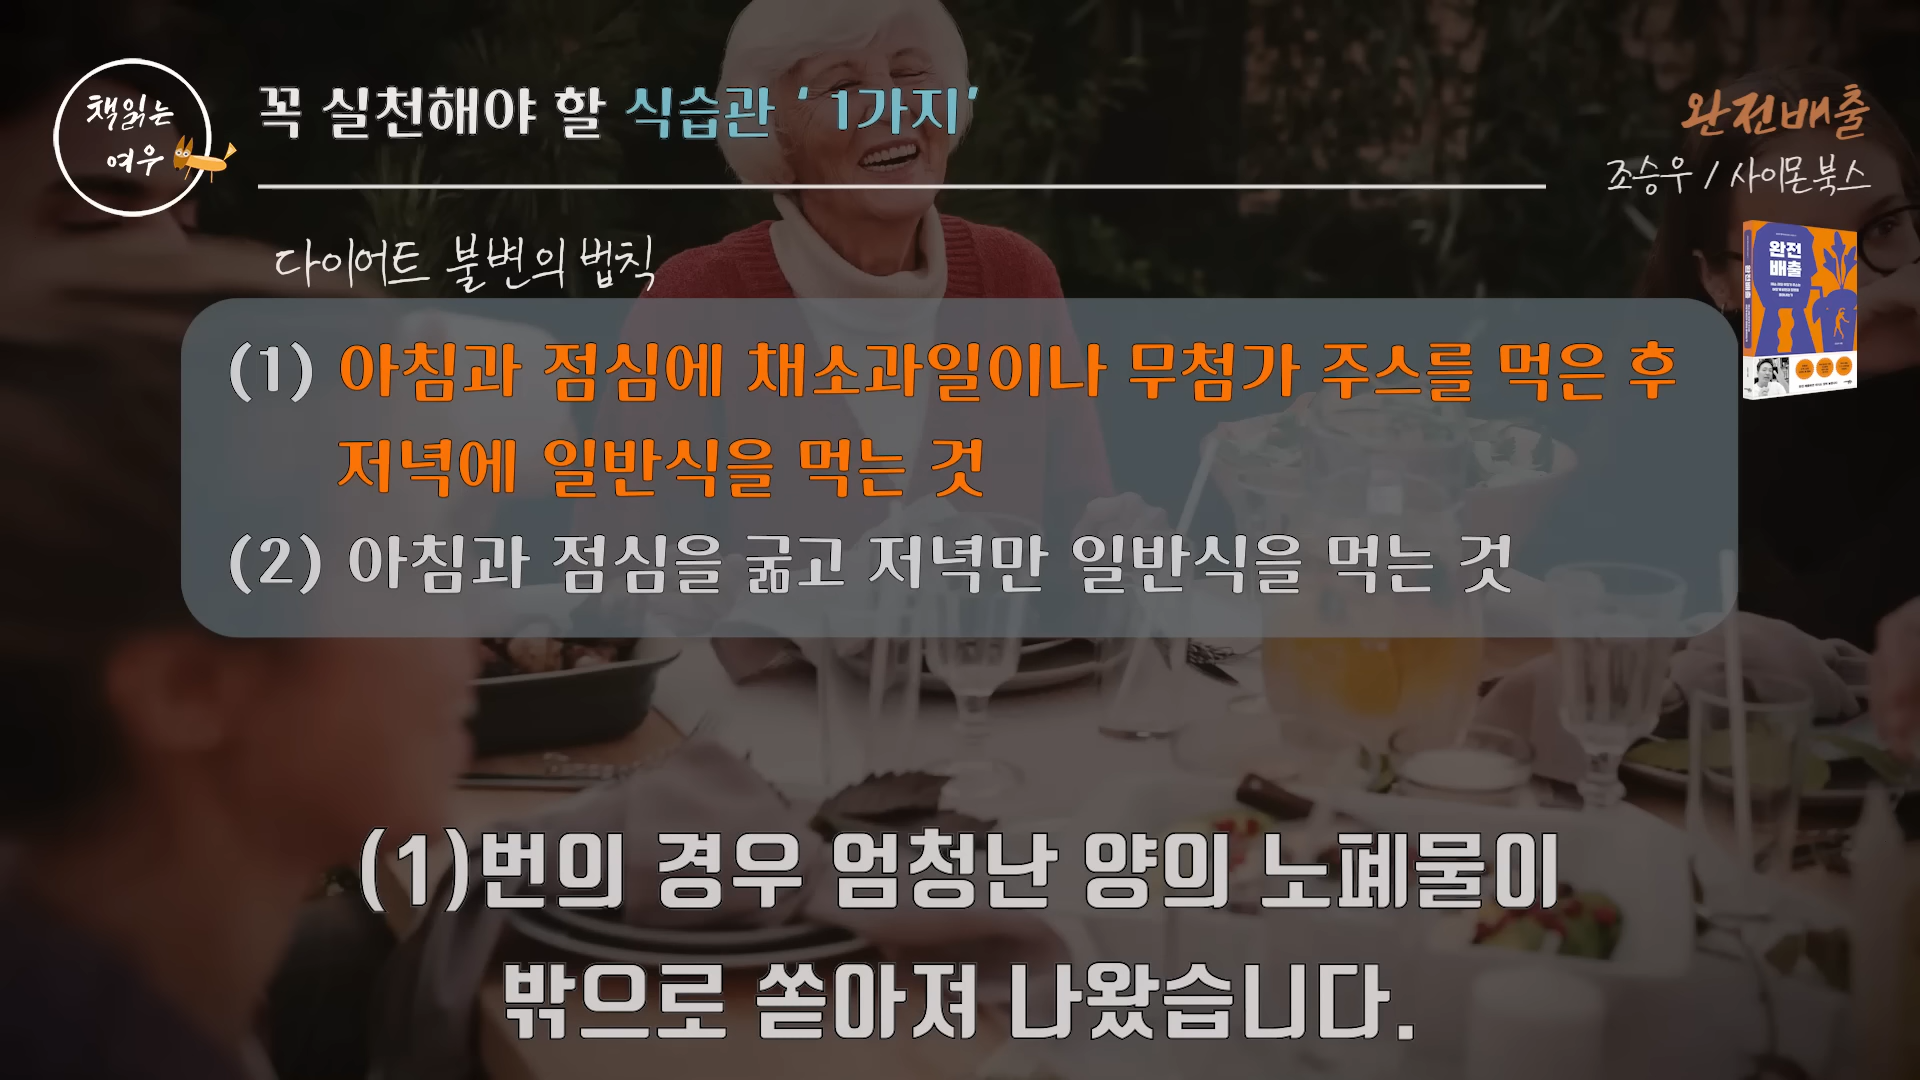 책읽는
여우
꼭 실천해야 할 식습관 ‘ 1가지’
완전배출
조승우 / 사이몬북스
다이어트 불변의 법칙
완전
배출
(1) 아침과 점심에 채소과일이나 무첨가 주스를 먹은 후
저녁에 일반식을 먹는 것
(2) 아침과 점심을 굶고 저녁만 일반식을 먹는 것
(1)번의 경우 엄청난 양의 노폐물이
밖으로 쏟아져 나왔습니다.